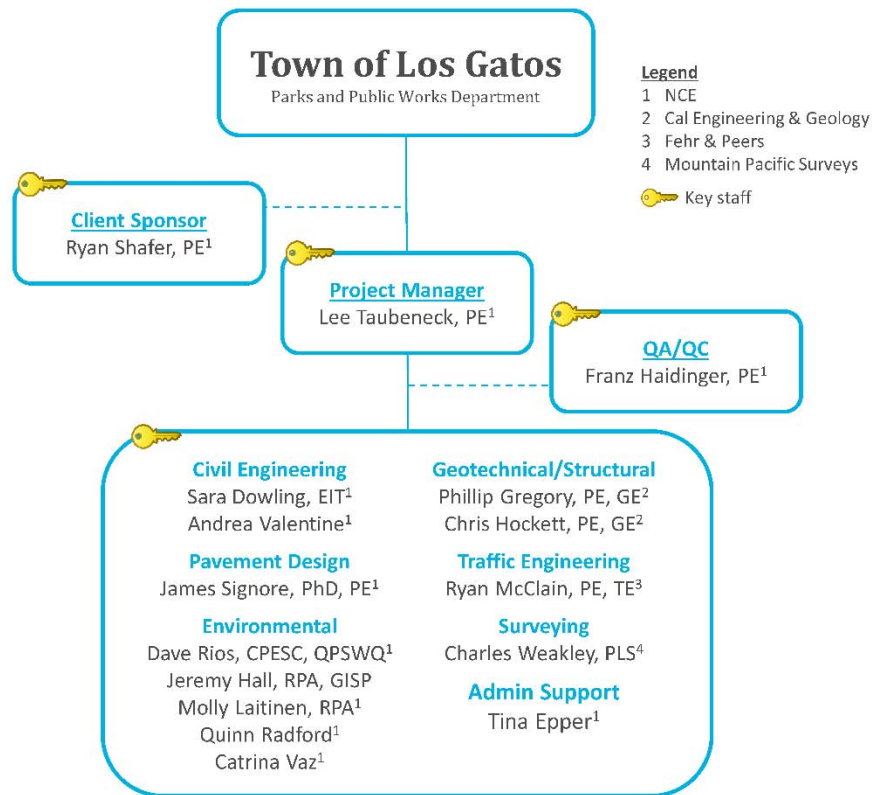 Town of Los Gatos
Parks and Public Works Department
Legend
1 NCE
2 Cal Engineering & Geology
3 Fehr & Peers
4 Mountain Pacific Surveys
Key staff
Client Sponsor
Ryan Shafer, PE¹
Project Manager
Lee Taubeneck, PE¹
QA/QC
Franz Haidinger, PE¹
Civil Engineering
Sara Dowling, EIT¹
Andrea Valentine¹
Pavement Design
James Signore, PhD, PE¹
Environmental
Dave Rios, CPESC, QPSWQ¹
Jeremy Hall, RPA, GISP
Molly Laitinen, RPA¹
Quinn Radford¹
Catrina Vaz¹
Geotechnical/Structural
Phillip Gregory, PE, GE²
Chris Hockett, PE, GE²
Traffic Engineering
Ryan McClain, PE, TE³
Surveying
Charles Weakley, PLS⁴
Admin Support
Tina Epper¹